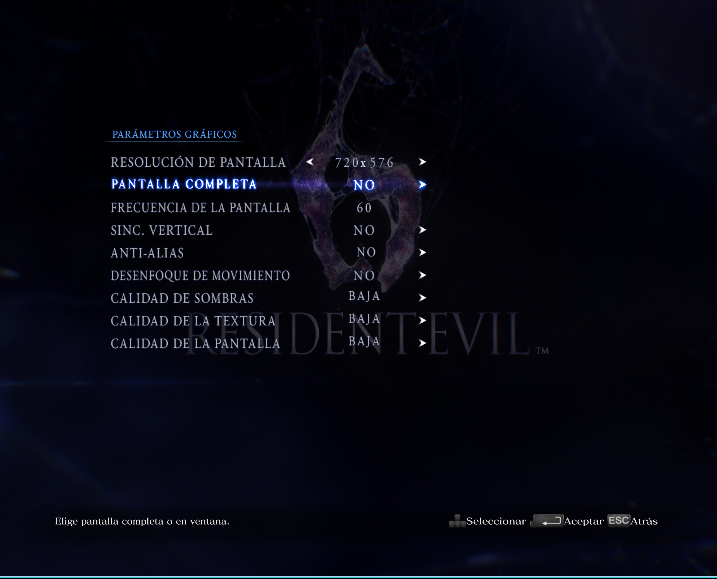 PARÁMETROS GRÁFICOS
RESOLUCIÓN DE PANTALLA 720x576
PANTALLA COMPLETA NO
FRECUENCIA DE LA PANTALLA 60
SINC. VERTICAL NO
ANTI-ALIAS NO
DESENFOQUE DE MOVIMIENTO NO
CALIDAD DE SOMBRAS BAJA
CALIDAD DE LA TEXTURA BAJA
CALIDAD DE LA PANTALLA BAJA
RESIDENT EVIL ™
Elige pantalla completa o en ventana. Seleccionar Aceptar ESC Atrás